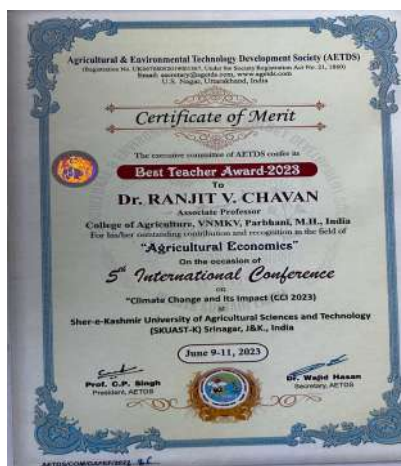 Agricultural & Environmental Technology Development Society (AETDS)
U.S. Nagar, Uttarakhand, India
Certificate of Merit
The executive committee of AETDS confer its
Best Teacher Award-2023
To
Dr. RANJIT V. CHAVAN
Associate Professor
College of Agriculture, VNMKV, Parbhani, M.H., India
For his/her outstanding contribution and recognition in the field of
"Agricultural Economics"
On the occasion of
5th International Conference
on
"Climate Change and Its Impact (CCI 2023)
at
Sher-e-Kashmir University of Agricultural Sciences and Technology
(SKUAST-K) Srinagar, J&K., India
June 9-11, 2023
Prof. C.P. Singh
President, AETDS
Dr. Wajid Hasan
Secretary, AETDS